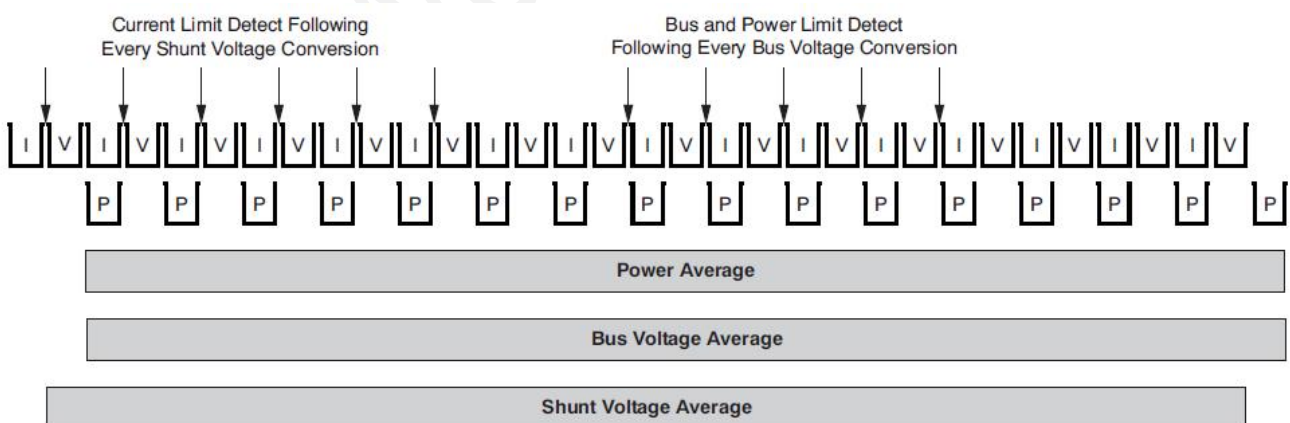 Current Limit Detect Following
Every Shunt Voltage Conversion
Bus and Power Limit Detect
Following Every Bus Voltage Conversion
I V I V I V I V I V I V I V I V I V I V I V I V I V I V I V I V
P P P P P P P P P P P P P P P P
Power Average
Bus Voltage Average
Shunt Voltage Average